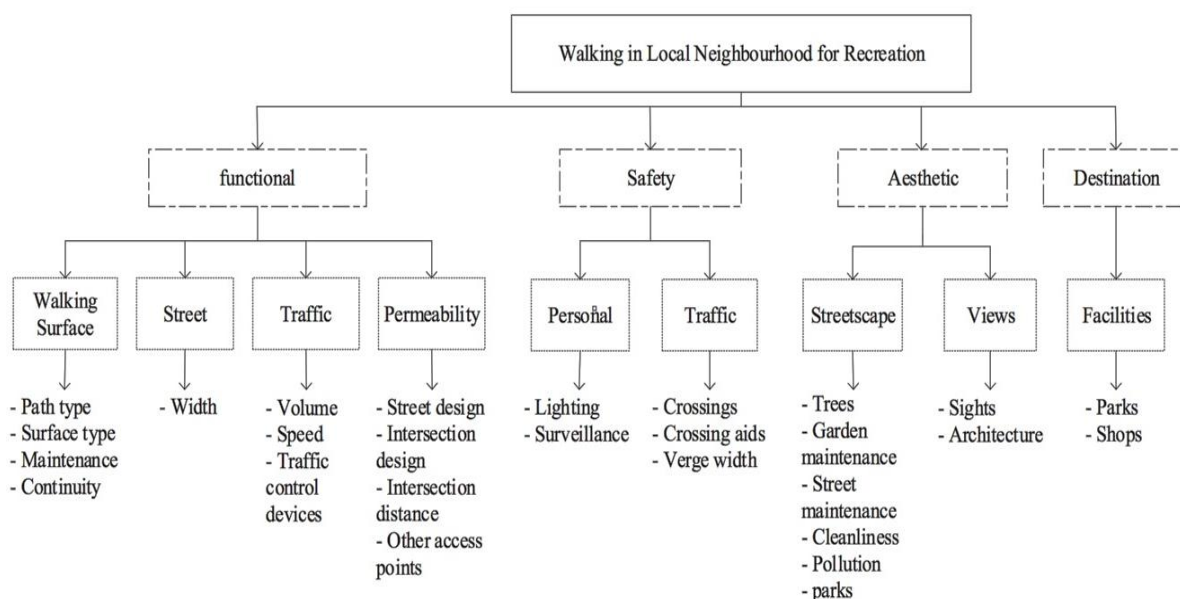 Walking in Local Neighbourhood for Recreation
functional
Safety
Aesthetic
Destination
Walking
Surface
Street
Traffic
Permeability
Personal
Traffic
Streetscape
Views
Facilities
- Path type
- Surface type
- Maintenance
- Continuity
- Width
- Volume
- Speed
- Traffic
control
devices
- Street design
- Intersection
design
- Intersection
distance
- Other access
points
- Lighting
- Surveillance
- Crossings
- Crossing aids
- Verge width
- Trees
- Garden
maintenance
- Street
maintenance
- Cleanliness
- Pollution
- parks
- Sights
- Architecture
- Parks
- Shops